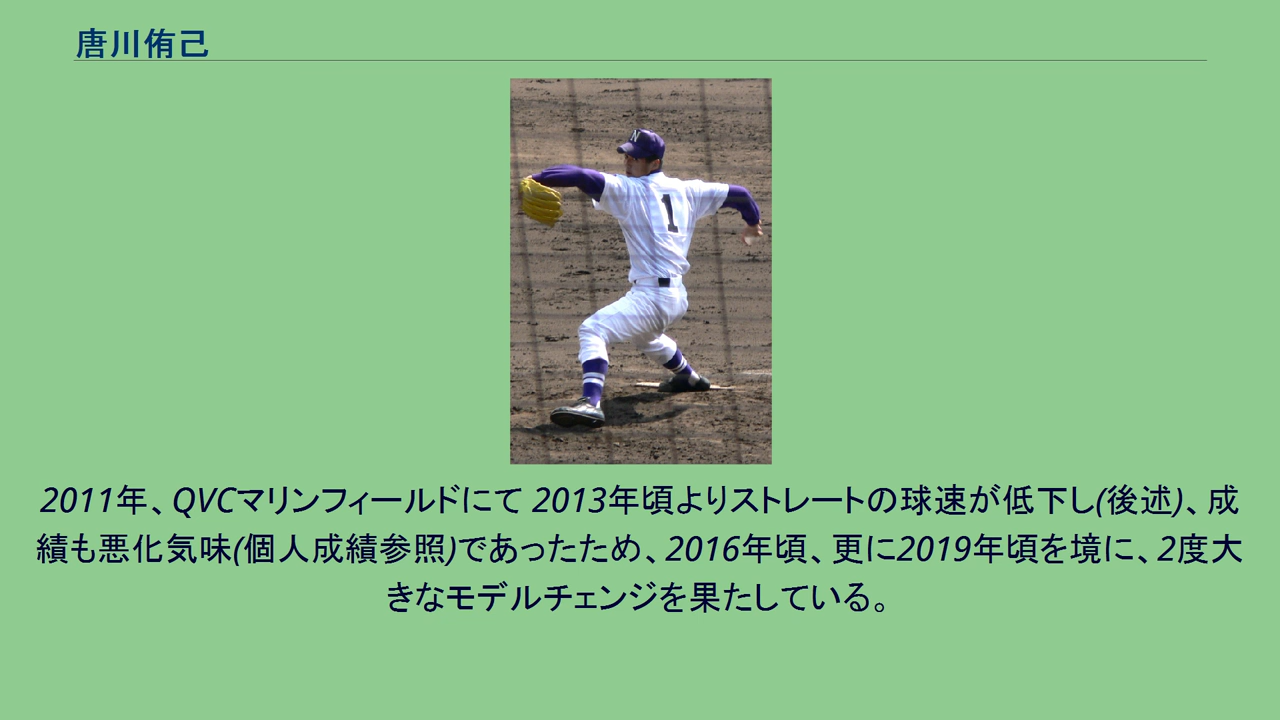 唐川侑己
N
1
2011年、QVCマリンフィールドにて 2013年頃よりストレートの球速が低下し(後述)、成
績も悪化気味(個人成績参照)であったため、2016年頃、更に2019年頃を境に、2度大
きなモデルチェンジを果たしている。